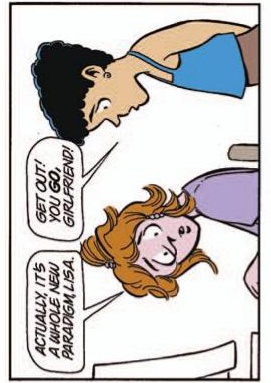 ACTUALLY, IT'S
A WHOLE NEW
PARADIGM, LISA.
GET OUT!
YOU GO,
GIRLFRIEND!